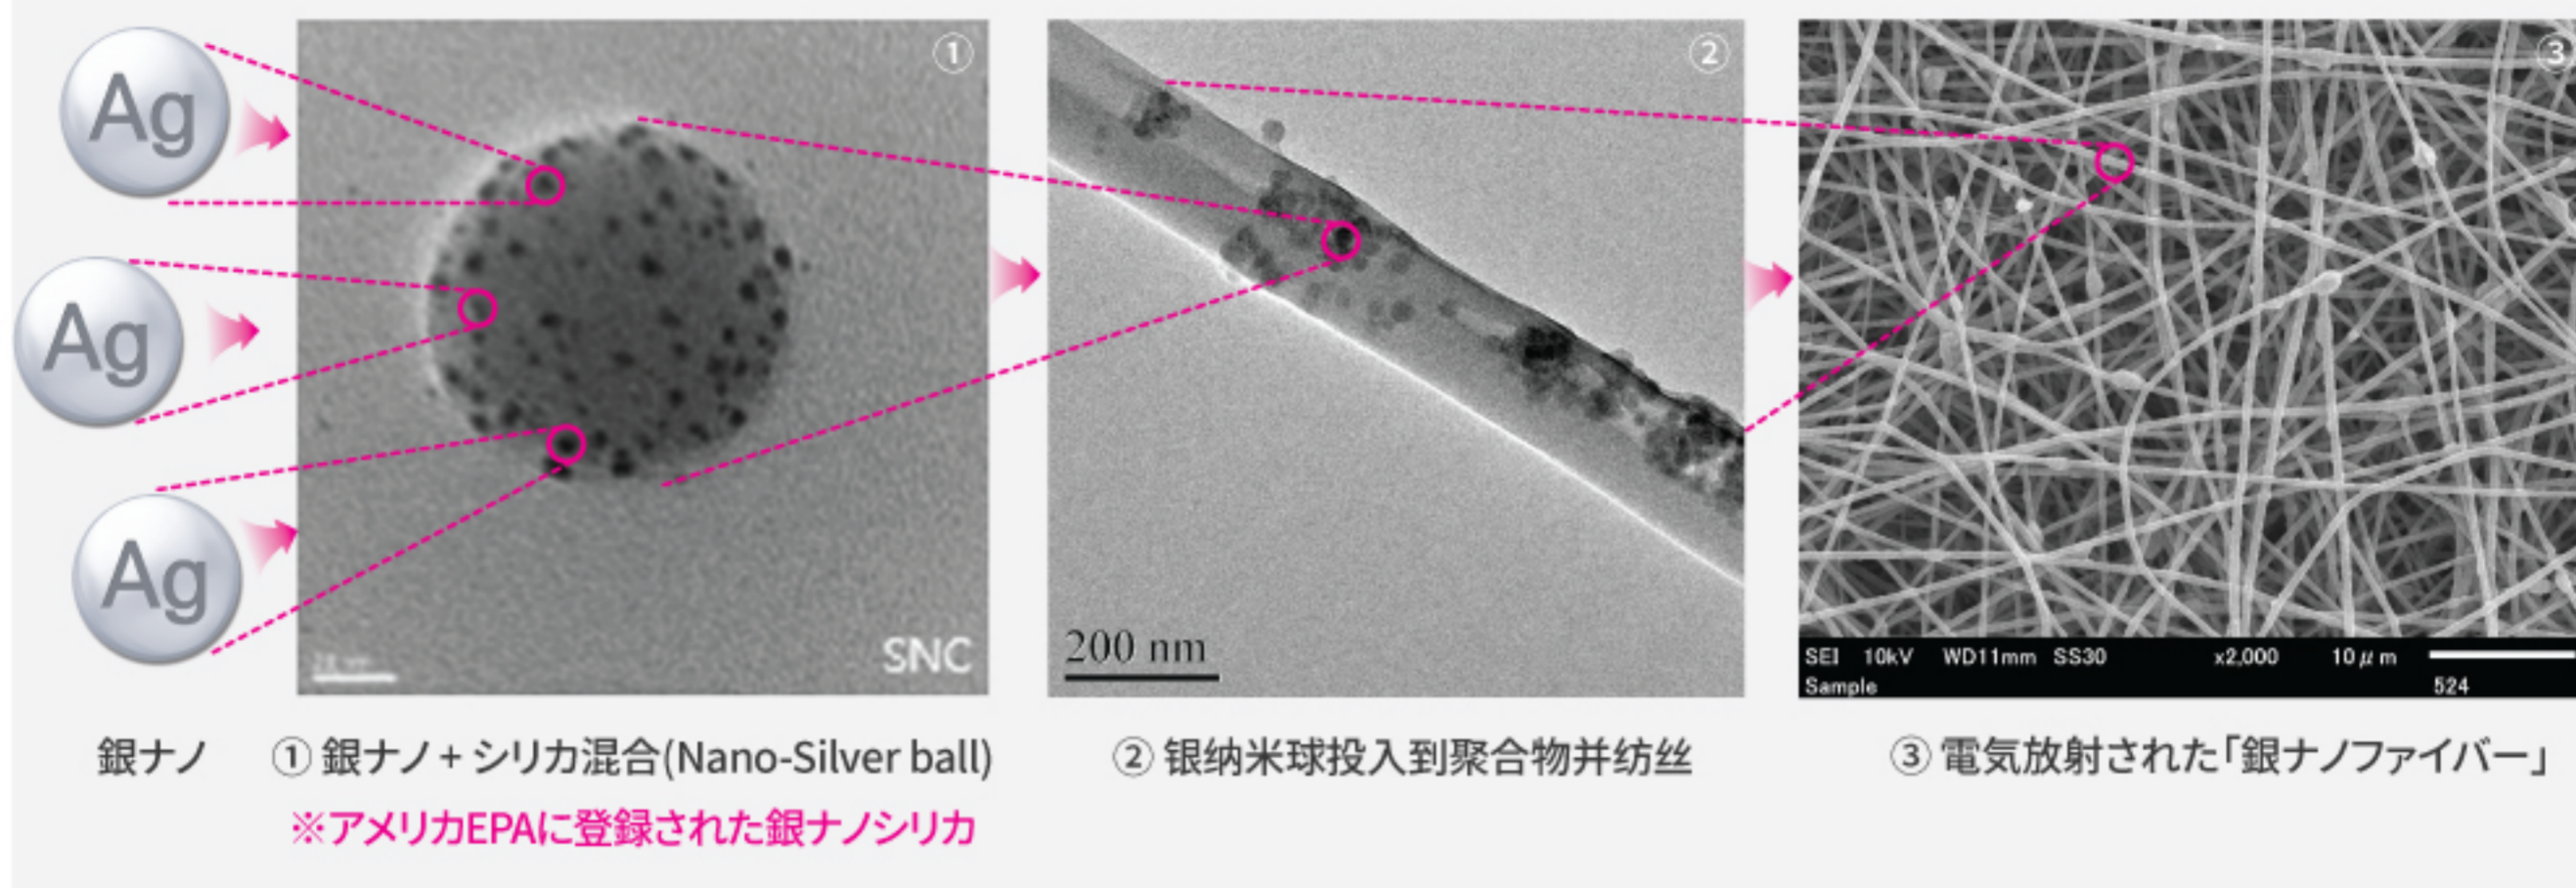 Ag
Ag
Ag
①
SNC
②
200 nm
③
SEI 10kV WD11mm SS30 x2,000 10μm
Sample 524
銀ナノ
① 銀ナノ + シリカ混合(Nano-Silver ball)
※アメリカEPAに登録された銀ナノシリカ
② 银纳米球投入到聚合物并纺丝
③ 電気放射された「銀ナノファイバー」